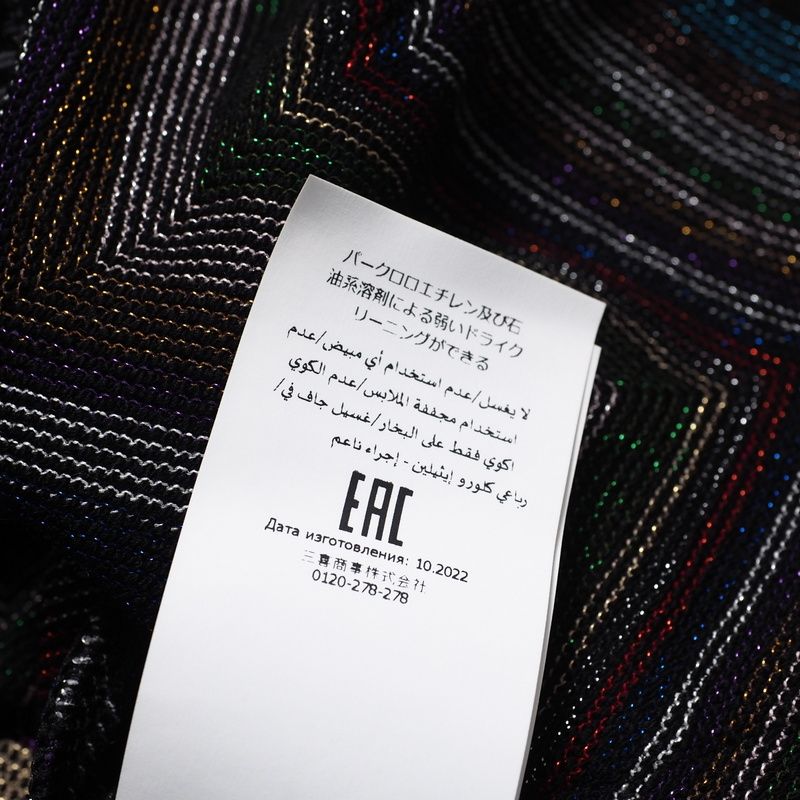 パークロロエチレン及び石
油系溶剤による弱いドライク
リーニングができる
لا يغسل/عدم استخدام أي مبيض/عدم
استخدام مجففة الملابس/عدم الكوي
اكوي فقط على البخار/غسيل جاف في/
رباعي كلورو إيثيلين - إجراء ناعم
EAC
Дата изготовления: 10.2022
三喜商事株式会社
0120-278-278